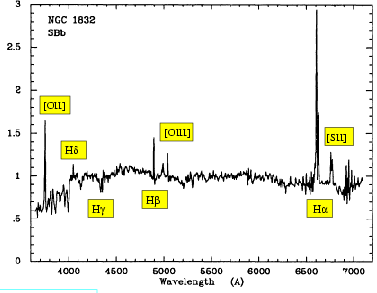 3
NGC 1832
SBb
2.5
2
[OII]
[OIII]
[SII]
1.5
Hδ
1
Hγ
Hβ
Hα
.5
0
4000 4500 5000 5500 6000 6500 7000
Wavelength (A)